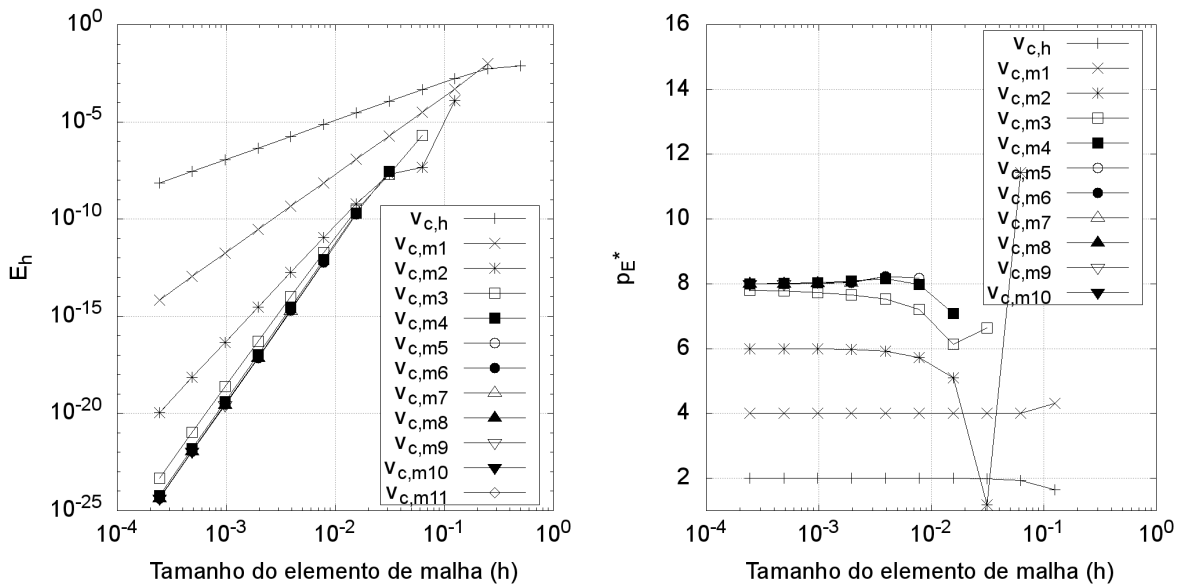 10^0
10^-5
10^-10
10^-15
10^-20
10^-25
E_h
v_c,h
v_c,m1
v_c,m2
v_c,m3
v_c,m4
v_c,m5
v_c,m6
v_c,m7
v_c,m8
v_c,m9
v_c,m10
v_c,m11
10^-4 10^-3 10^-2 10^-1 10^0
Tamanho do elemento de malha (h)
16
14
12
10
8
6
4
2
p_E*
v_c,h
v_c,m1
v_c,m2
v_c,m3
v_c,m4
v_c,m5
v_c,m6
v_c,m7
v_c,m8
v_c,m9
v_c,m10
10^-4 10^-3 10^-2 10^-1 10^0
Tamanho do elemento de malha (h)